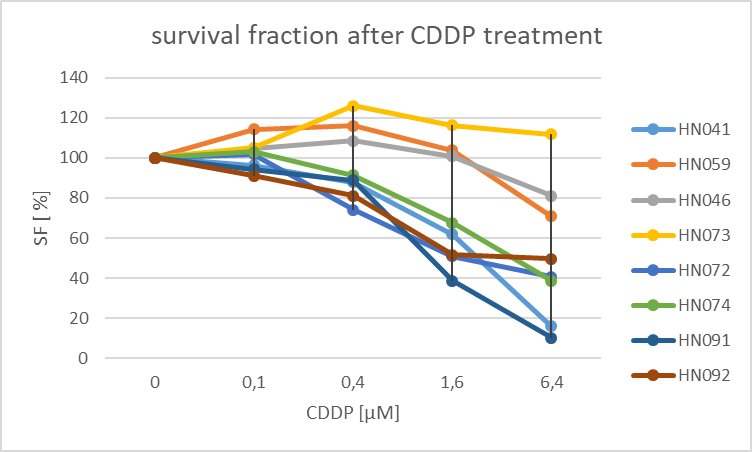 survival fraction after CDDP treatment
140
120
100
80
60
40
20
0
SF [ %]
0 0,1 0,4 1,6 6,4
CDDP [µM]
HN041
HN059
HN046
HN073
HN072
HN074
HN091
HN092